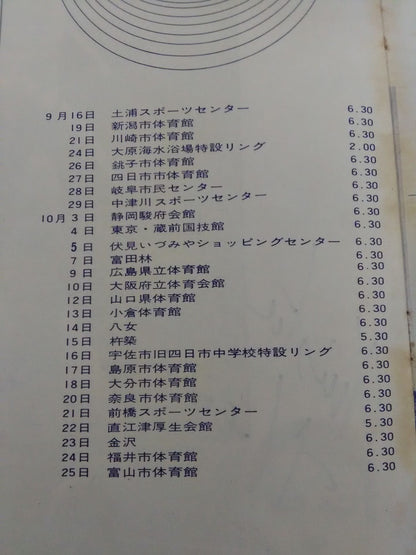 9月16日 土浦スポーツセンター 6.30
19日 新潟市体育館 6.30
21日 川崎市体育館 6.30
24日 大原海水浴場特設リング 2.00
26日 銚子市体育館 6.30
27日 四日市市体育館 6.30
28日 岐阜市民センター 6.30
29日 中津川スポーツセンター 6.30
10月3日 静岡駿府会館 6.30
4日 東京・蔵前国技館 6.30
5日 伏見いづみやショッピングセンター 6.30
7日 富田林 6.30
9日 広島県立体育館 6.30
10日 大阪府立体育会館 6.30
12日 山口県体育館 6.30
13日 小倉体育館 6.30
14日 八女 6.30
15日 杵築 5.30
16日 宇佐市旧四日市中学校特設リング 6.30
17日 島原市体育館 6.30
18日 大分市体育館 6.30
20日 奈良市体育館 6.30
21日 前橋スポーツセンター 6.30
22日 直江津厚生会館 5.30
23日 金沢 6.30
24日 福井市体育館 6.30
25日 富山市体育館 6.30